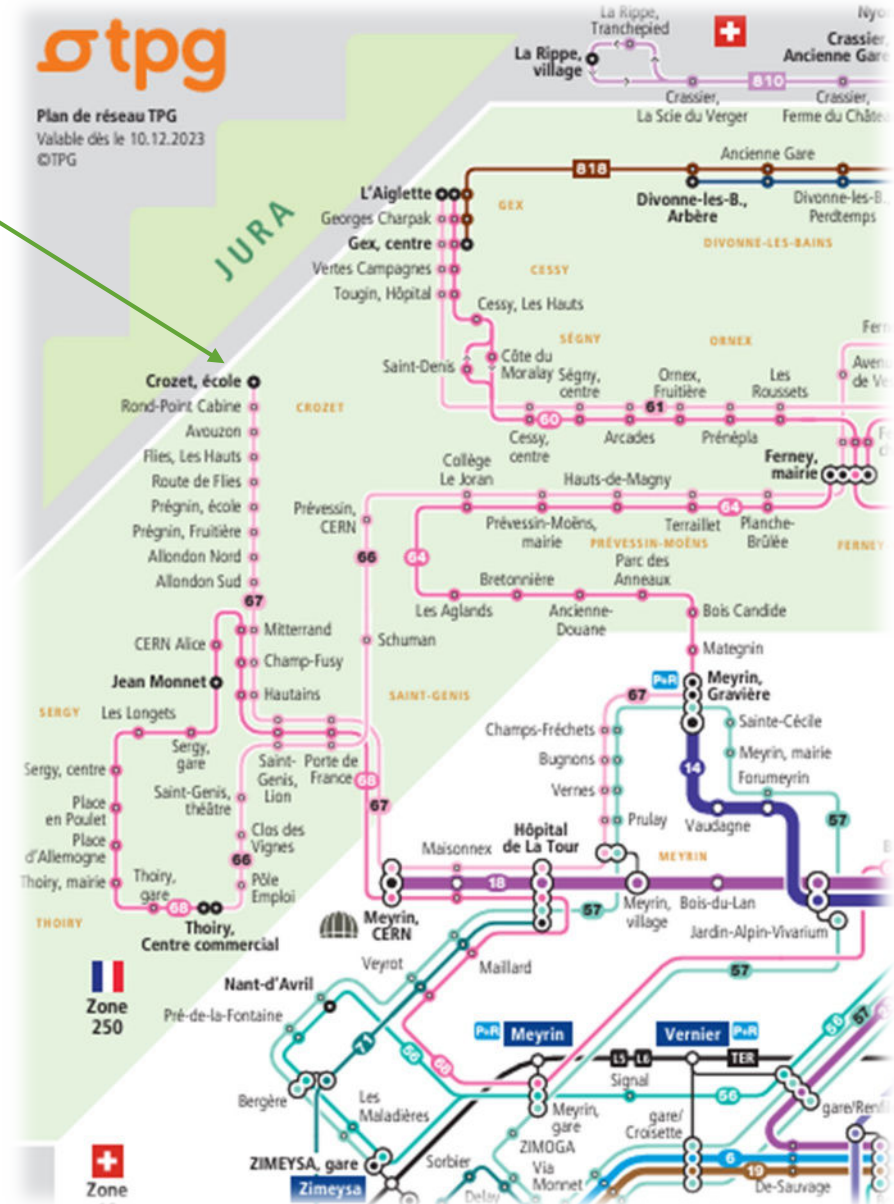 tpg
Plan de réseau TPG
Valable dès le 10.12.2023
©TPG
La Rippe,
Tranchepied
La Rippe,
village
Crassier,
Ancienne Gare
810
Crassier,
La Scie du Verger
Crassier,
JURA
818
Ancienne Gare
L'Aiglette
Georges Charpak
Gex, centre
Vertes Campagnes
Tougin, Hôpital
GEX
Divonne-les-B.,
Arbère
Divonne-les-B.,
Perdtemps
DIVONNE-LES-BAINS
CESSY
Cessy, Les Hauts
SÉGNY
ORNEX
Saint-Denis
Côte du
Moralay
Ségny,
centre
Ornex,
Fruitière
Les
Roussets
61
60
Cessy,
centre
Arcades
Prénépla
Ferney,
mairie
Crozet, école
Rond-Point Cabine
Avouzon
Flies, Les Hauts
Route de Flies
Prégnin, école
Prégnin, Fruitière
Allondon Nord
Allondon Sud
67
CROZET
Collège
Le Joran
Hauts-de-Magny
Prévessin,
CERN
64
Prévessin-Moëns,
mairie
Terraillet
Planche-
Brûlée
PRÉVESSIN-MOËNS
FERNEY-
66
64
Bretonnière
Parc des
Anneaux
Les Aglands
Ancienne-
Douane
Bois Candide
Mategnin
Mitterrand
CERN Alice
Champ-Fusy
Schuman
Jean Monnet
Hautains
SAINT-GENIS
SERGY
Les Longets
Sergy,
gare
Sergy, centre
Place
en Poulet
Place
d'Allemogne
Thoiry, mairie
Thoiry,
gare
68
Thoiry,
Centre commercial
THOIRY
Saint-Genis,
théâtre
Saint-
Genis,
Lion
Porte de
France
68
67
Clos des
Vignes
66
Pôle
Emploi
P+R
Meyrin,
Gravière
67
Champs-Fréchets
Bugnons
Vernes
Prulay
Sainte-Cécile
Meyrin, mairie
Forumeyrin
14
Vaudagne
57
Maisonnex
Hôpital
de La Tour
MEYRIN
18
57
Meyrin,
CERN
Meyrin,
village
Bois-du-Lan
Jardin-Alpin-Vivarium
57
Zone
250
Veyrot
Maillard
Nant-d'Avril
Pré-de-la-Fontaine
71
56
68
P+R
Meyrin
Vernier
P+R
L5
L6
TER
56
57
Bergère
Les
Maladières
Signal
56
Meyrin,
gare
gare/
Croisette
ZIMOGA
ZIMEYSA, gare
Zimeysa
Sorbier
Via
Monnet
6
19
De-Sauvage
Delay
Zone